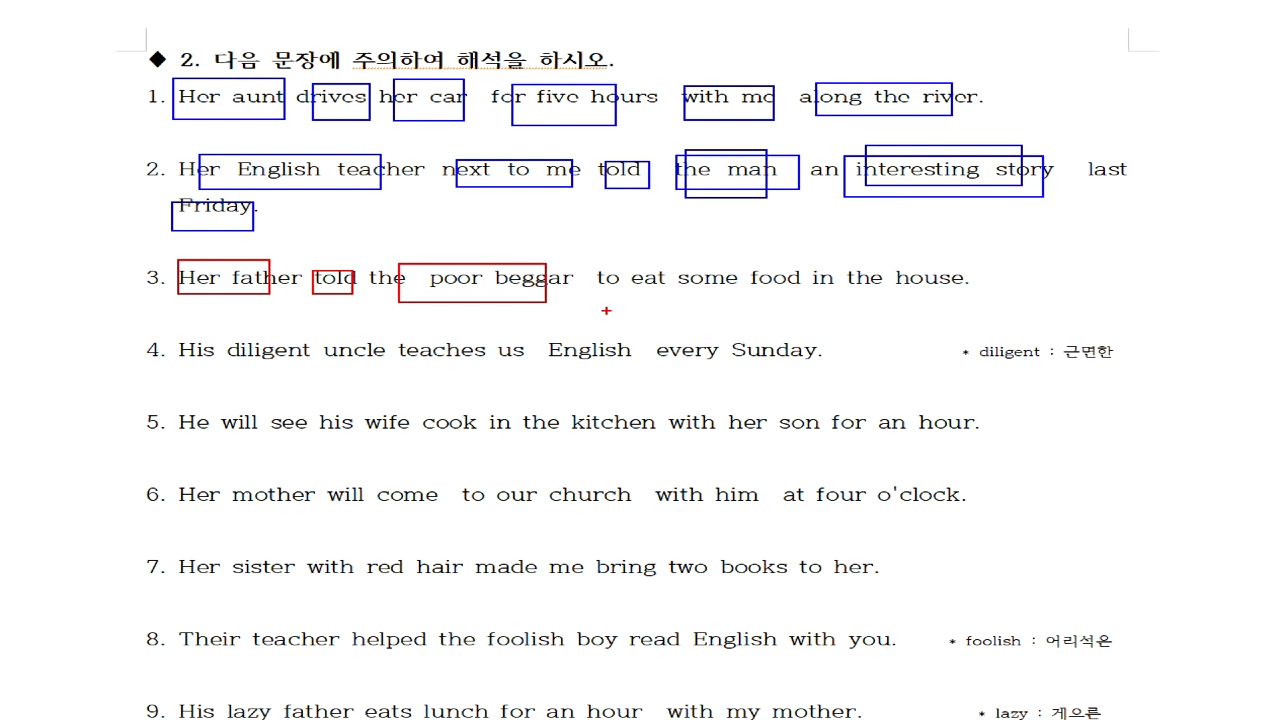 ◆ 2. 다음 문장에 주의하여 해석을 하시오.
1. Her aunt drives her car for five hours with me along the river.
2. Her English teacher next to me told the man an interesting story last
Friday.
3. Her father told the poor beggar to eat some food in the house.
4. His diligent uncle teaches us English every Sunday. * diligent : 근면한
5. He will see his wife cook in the kitchen with her son for an hour.
6. Her mother will come to our church with him at four o'clock.
7. Her sister with red hair made me bring two books to her.
8. Their teacher helped the foolish boy read English with you. * foolish : 어리석은
9. His lazy father eats lunch for an hour with my mother. * lazy : 게으른